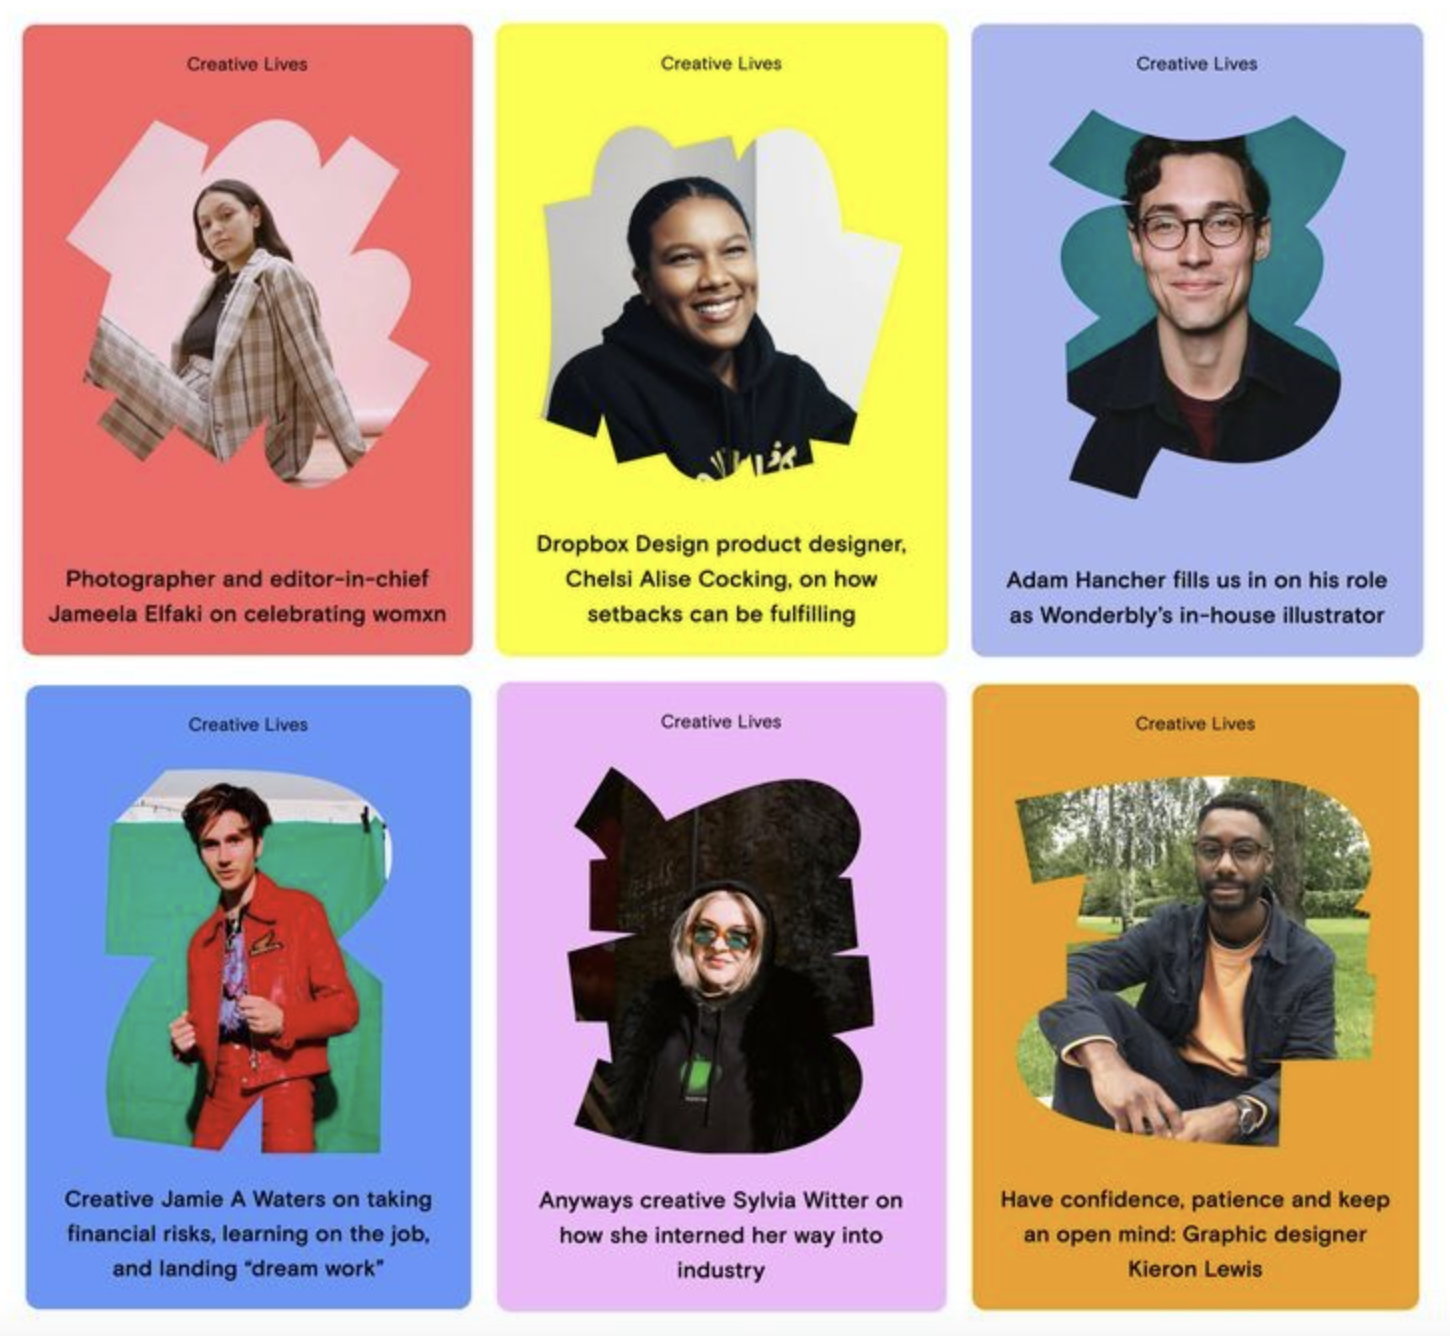 Creative Lives
Photographer and editor-in-chief
Jameela Elfaki on celebrating womxn
Creative Lives
Dropbox Design product designer,
Chelsi Alise Cocking, on how
setbacks can be fulfilling
Creative Lives
Adam Hancher fills us in on his role
as Wonderbly's in-house illustrator
Creative Lives
Creative Jamie A Waters on taking
financial risks, learning on the job,
and landing “dream work”
Creative Lives
Anyways creative Sylvia Witter on
how she interned her way into
industry
Creative Lives
Have confidence, patience and keep
an open mind: Graphic designer
Kieron Lewis